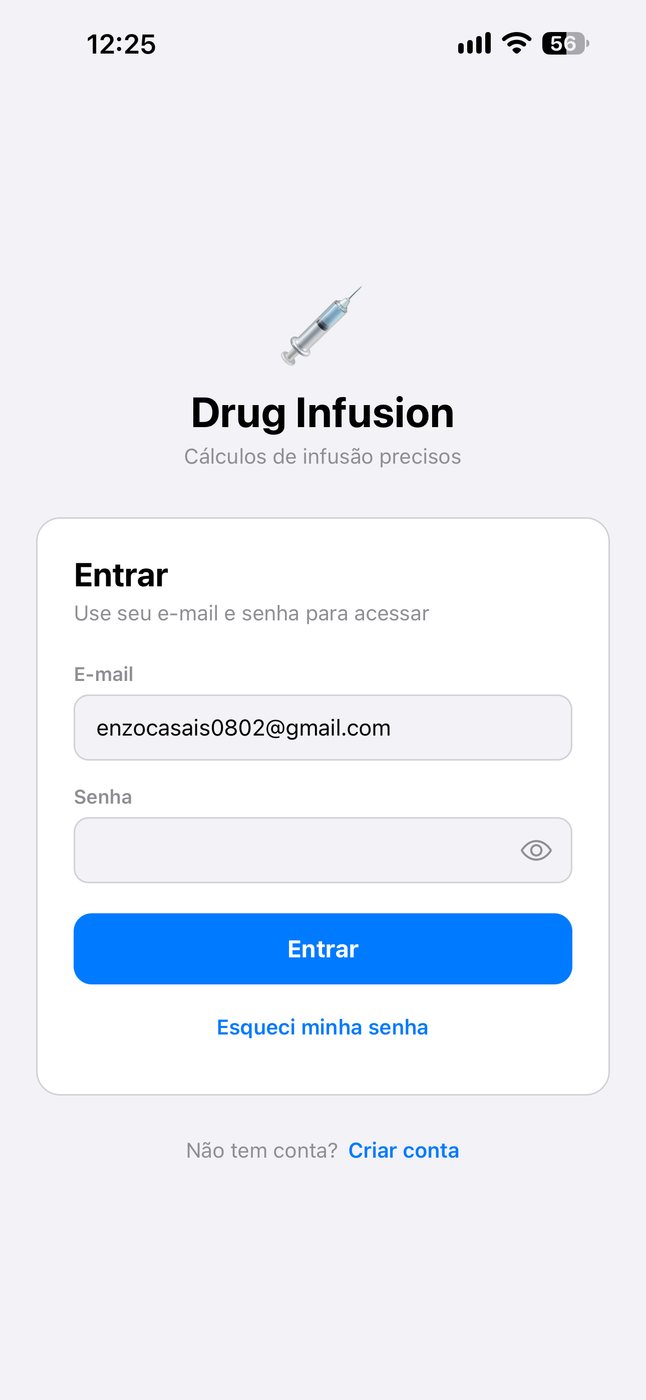 12:25
56
Drug Infusion
Cálculos de infusão precisos
Entrar
Use seu e-mail e senha para acessar
E-mail
enzocasais0802@gmail.com
Senha
Entrar
Esqueci minha senha
Não tem conta? Criar conta